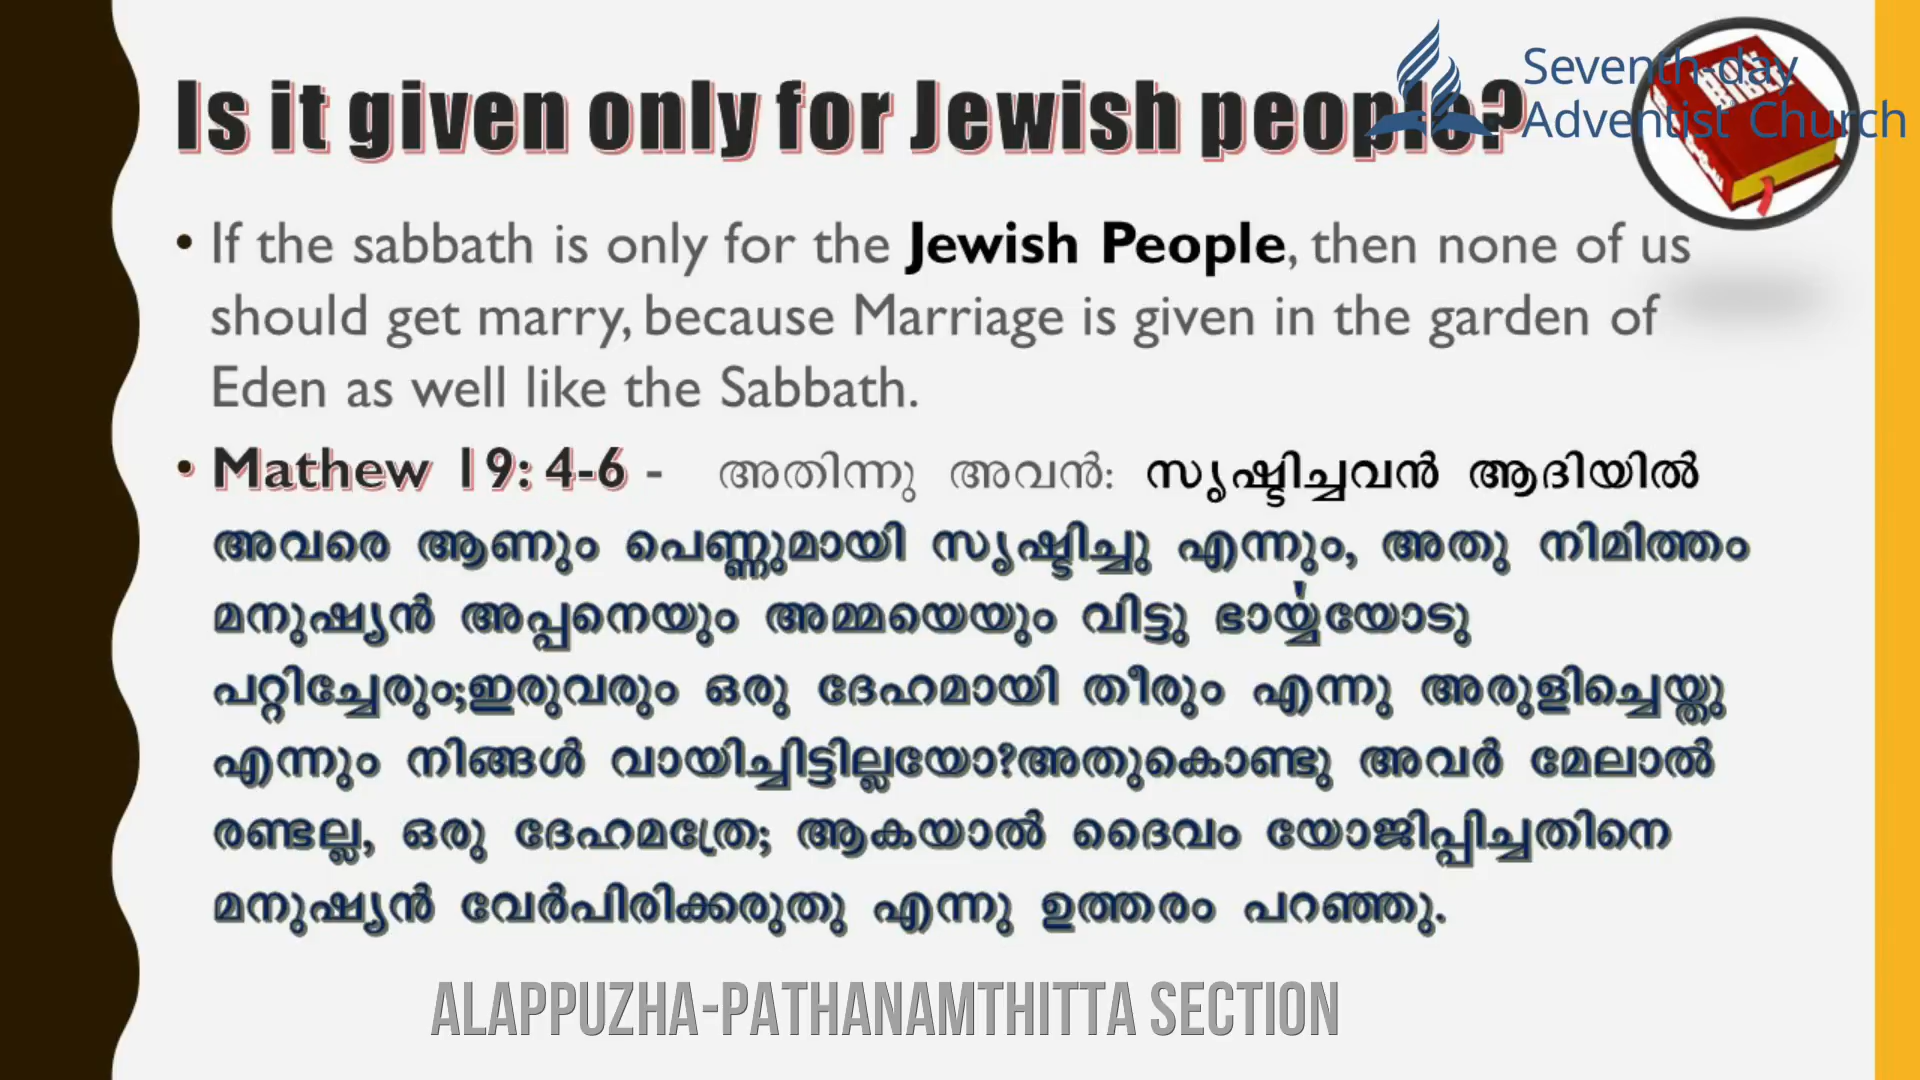 Is it given only for Jewish people?
Seventh-day
Adventist Church
• If the sabbath is only for the Jewish People, then none of us
should get marry, because Marriage is given in the garden of
Eden as well like the Sabbath.
• Mathew 19: 4-6 - അതിന്നു അവൻ: സൃഷ്ടിച്ചവൻ ആദിയിൽ
അവരെ ആണും പെണ്ണുമായി സൃഷ്ടിച്ചു എന്നും, അതു നിമിത്തം
മനുഷ്യൻ അപ്പനെയും അമ്മയെയും വിട്ടു ഭാൎയ്യയോടു
പറ്റിച്ചേരും;ഇരുവരും ഒരു ദേഹമായി തീരും എന്നു അരുളിച്ചെയ്തു
എന്നും നിങ്ങൾ വായിച്ചിട്ടില്ലയോ?അതുകൊണ്ടു അവർ മേലാൽ
രണ്ടല്ല, ഒരു ദേഹമത്രേ; ആകയാൽ ദൈവം യോജിപ്പിച്ചതിനെ
മനുഷ്യൻ വേർപിരിക്കരുതു എന്നു ഉത്തരം പറഞ്ഞു.
ALAPPUZHA-PATHANAMTHITTA SECTION